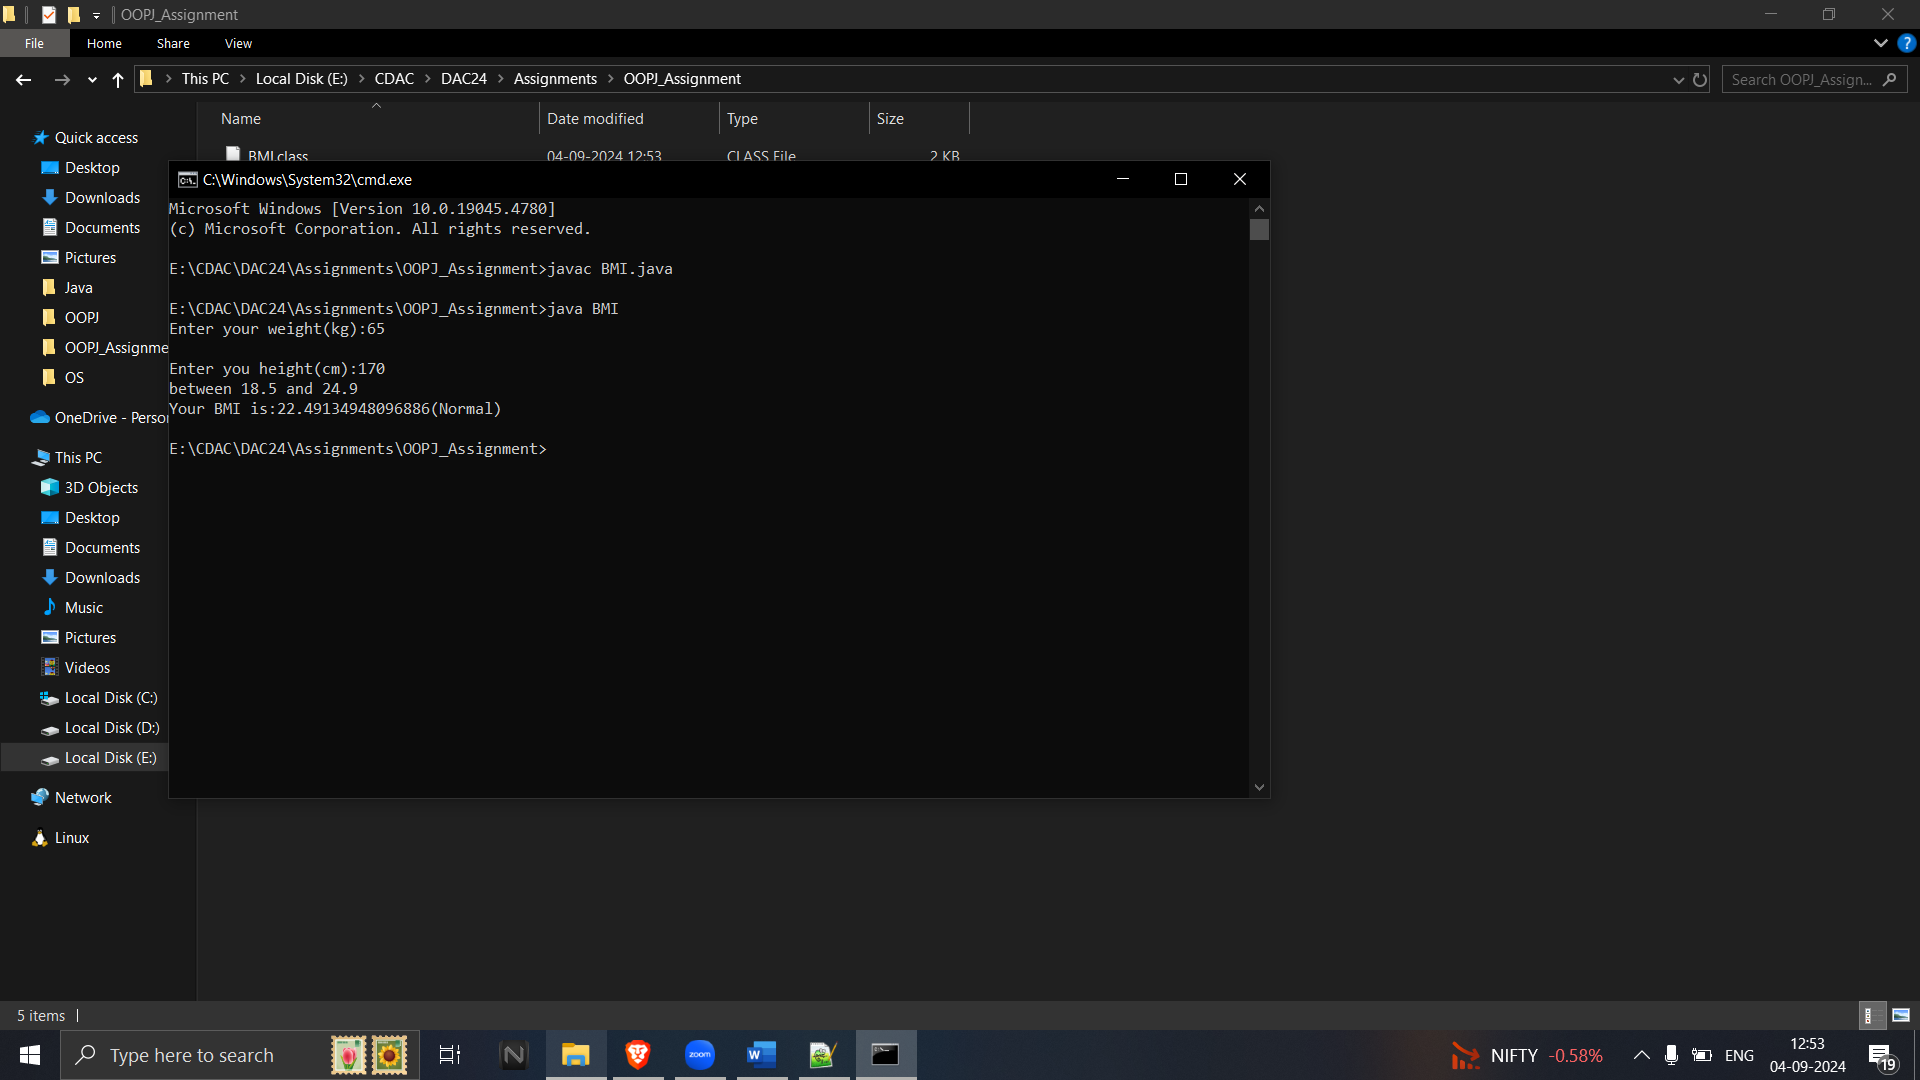 OOPJ_Assignment
File Home Share View
This PC Local Disk (E:) CDAC DAC24 Assignments OOPJ_Assignment
Search OOPJ_Assign...
Name Date modified Type Size
BMI.class 04-09-2024 12:53 CLASS File 2 KB
Quick access
Desktop
Downloads
Documents
Pictures
Java
OOPJ
OOPJ_Assignme
OS
OneDrive - Perso
This PC
3D Objects
Desktop
Documents
Downloads
Music
Pictures
Videos
Local Disk (C:)
Local Disk (D:)
Local Disk (E:)
Network
Linux
C:\Windows\System32\cmd.exe
Microsoft Windows [Version 10.0.19045.4780]
(c) Microsoft Corporation. All rights reserved.
E:\CDAC\DAC24\Assignments\OOPJ_Assignment>javac BMI.java
E:\CDAC\DAC24\Assignments\OOPJ_Assignment>java BMI
Enter your weight(kg):65
Enter you height(cm):170
between 18.5 and 24.9
Your BMI is:22.49134948096886(Normal)
E:\CDAC\DAC24\Assignments\OOPJ_Assignment>
5 items
Type here to search
zoom
W
NIFTY -0.58%
ENG
12:53
04-09-2024
19